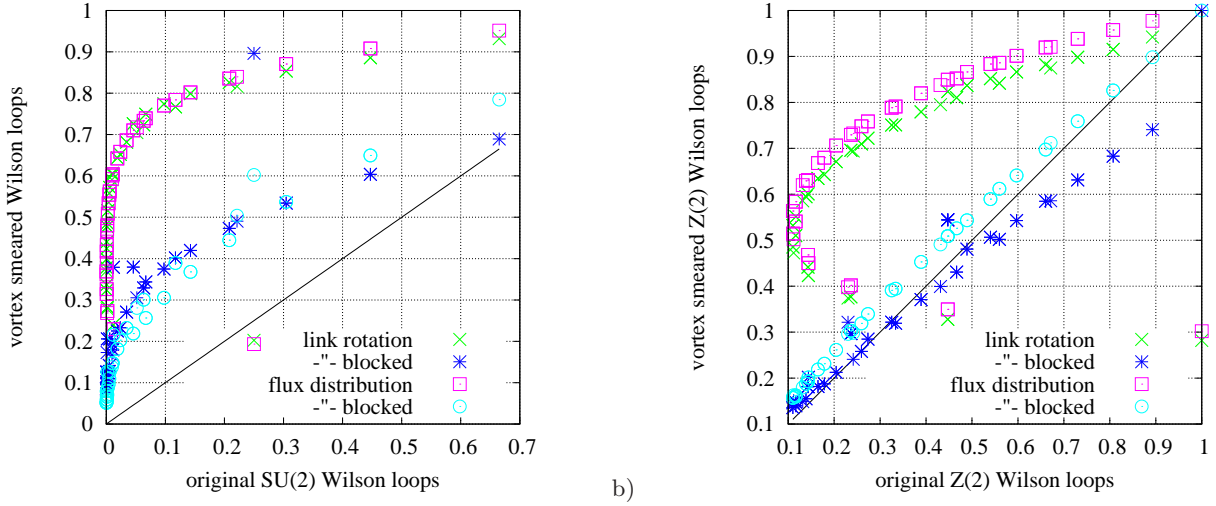 vortex smeared Wilson loops
1
0.9
0.8
0.7
0.6
0.5
0.4
0.3
0.2
0.1
0
0 0.1 0.2 0.3 0.4 0.5 0.6 0.7
original SU(2) Wilson loops
link rotation
-"- blocked
flux distribution
-"- blocked
b)
vortex smeared Z(2) Wilson loops
1
0.9
0.8
0.7
0.6
0.5
0.4
0.3
0.2
0.1
0.1 0.2 0.3 0.4 0.5 0.6 0.7 0.8 0.9 1
original Z(2) Wilson loops
link rotation
-"- blocked
flux distribution
-"- blocked